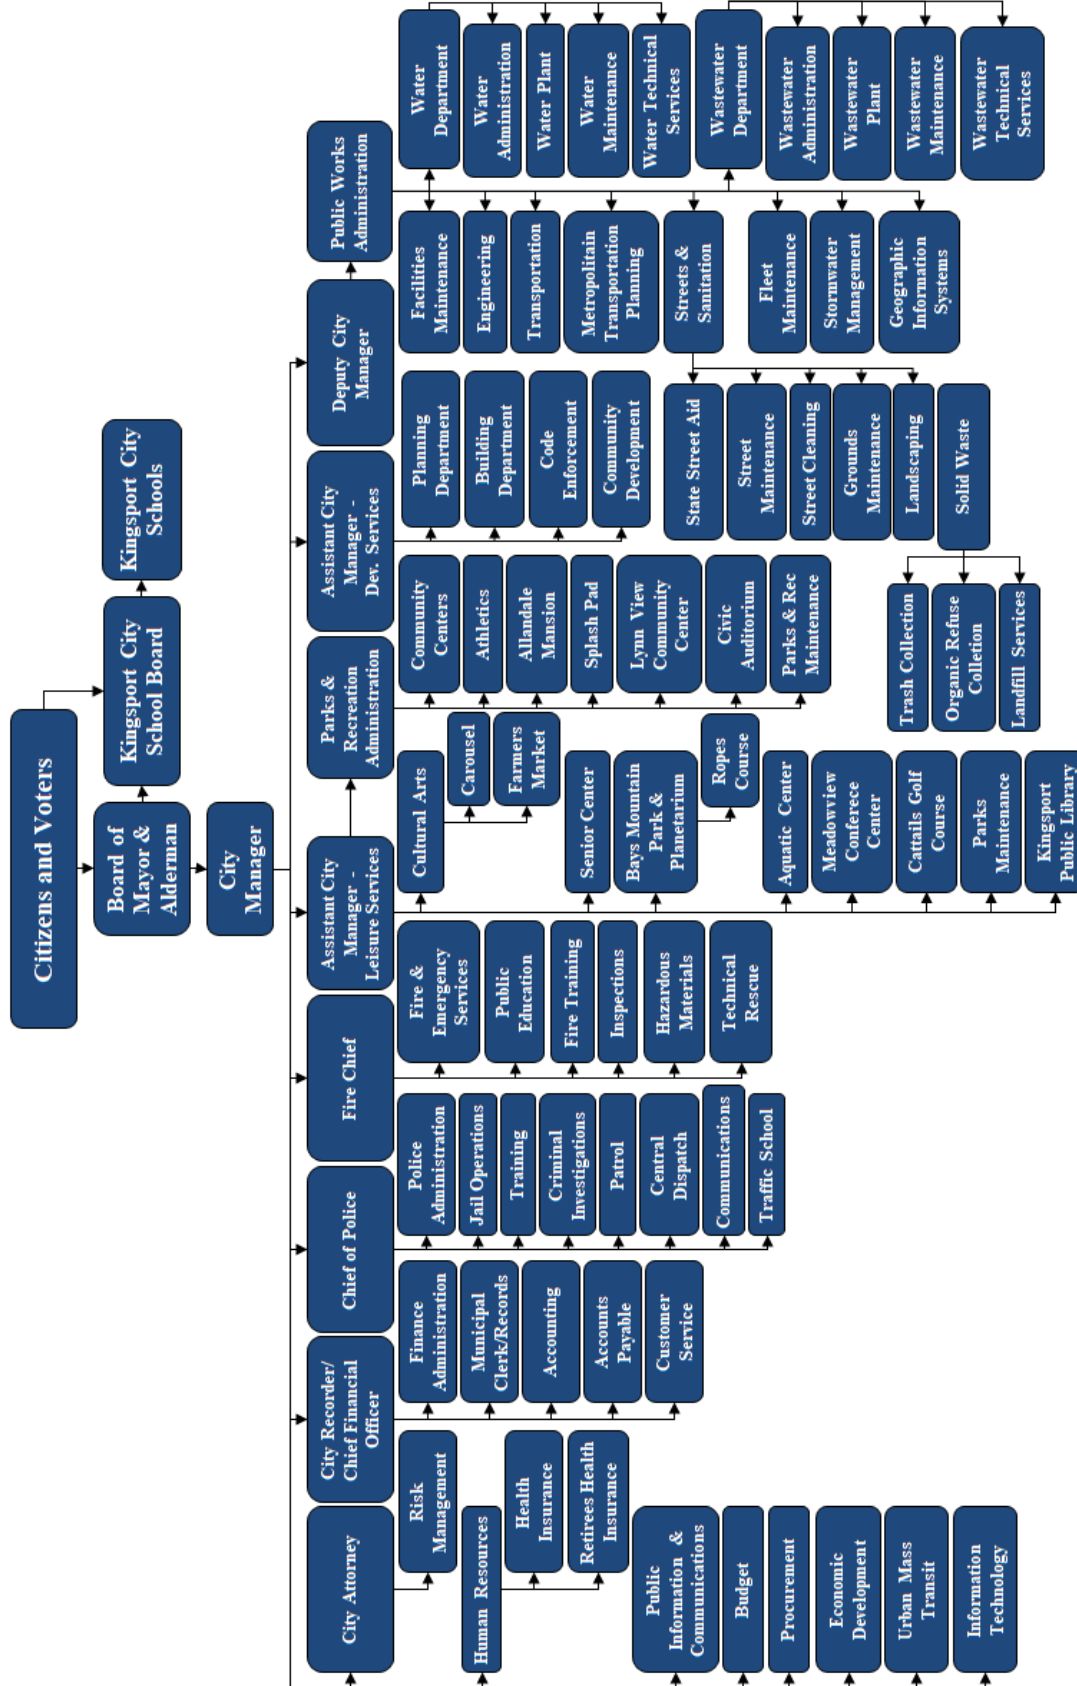 Citizens and Voters
Board of
Mayor &
Alderman
Kingsport City
School Board
Kingsport City
Schools
City
Manager
City Attorney
City Recorder/
Chief Financial
Officer
Chief of Police
Fire Chief
Assistant City
Manager -
Leisure Services
Parks &
Recreation
Administration
Assistant City
Manager -
Dev. Services
Deputy City
Manager
Public Works
Administration
Risk
Management
Human Resources
Health
Insurance
Retirees Health
Insurance
Public
Information &
Communications
Budget
Procurement
Economic
Development
Urban Mass
Transit
Information
Technology
Finance
Administration
Municipal
Clerk/Records
Accounting
Accounts
Payable
Customer
Service
Police
Administration
Jail Operations
Training
Criminal
Investigations
Patrol
Central
Dispatch
Communications
Traffic School
Fire &
Emergency
Services
Public
Education
Fire Training
Inspections
Hazardous
Materials
Technical
Rescue
Cultural Arts
Carousel
Farmers
Market
Senior Center
Bays Mountain
Park &
Planetarium
Ropes
Course
Aquatic Center
Meadowview
Conferece
Center
Cattails Golf
Course
Parks
Maintenance
Kingsport
Public Library
Community
Centers
Athletics
Allandale
Mansion
Splash Pad
Lynn View
Community
Center
Civic
Auditorium
Parks & Rec
Maintenance
Planning
Department
Building
Department
Code
Enforcement
Community
Development
Facilities
Maintenance
Engineering
Transportation
Metropolitain
Transportation
Planning
Streets &
Sanitation
Fleet
Maintenance
Stormwater
Management
Geographic
Information
Systems
State Street Aid
Street
Maintenance
Street Cleaning
Grounds
Maintenance
Landscaping
Solid Waste
Trash Collection
Organic Refuse
Colletion
Landfill Services
Water
Department
Water
Administration
Water Plant
Water
Maintenance
Water Technical
Services
Wastewater
Department
Wastewater
Administration
Wastewater
Plant
Wastewater
Maintenance
Wastewater
Technical
Services